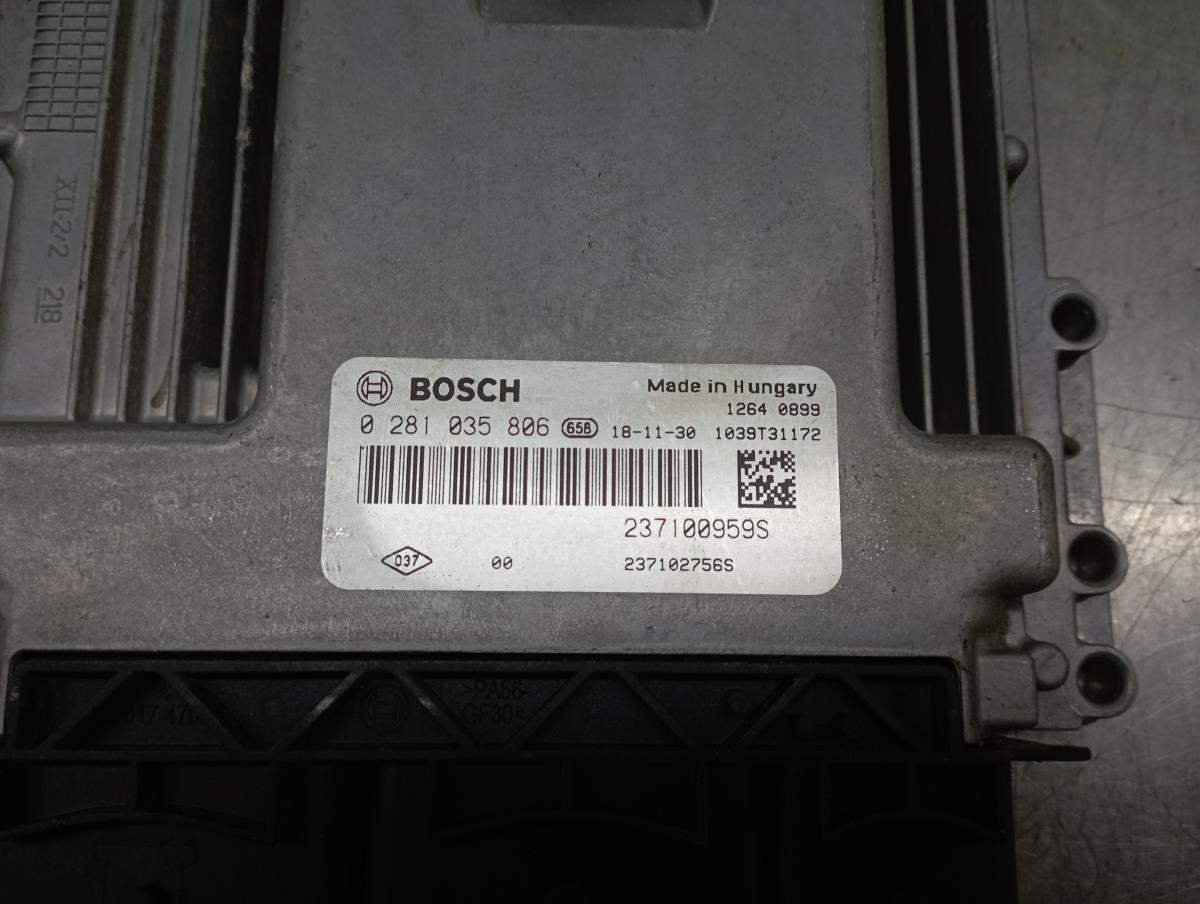 XII-2/2 218
BOSCH
Made in Hungary
1264 0899
0 281 035 806 65B 18-11-30 1039T31172
237100959S
037 00 237102756S
>PA66-
GF30<